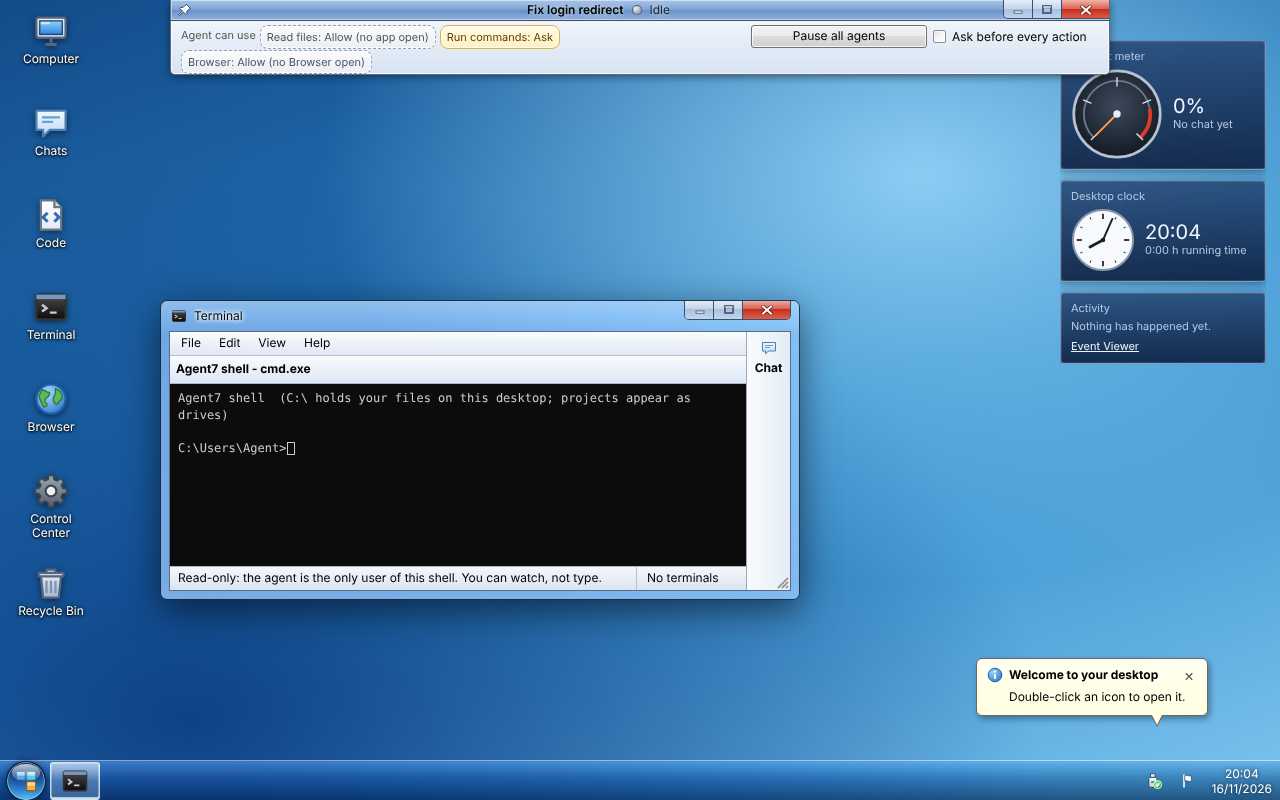 Fix login redirect Idle
Agent can use Read files: Allow (no app open) Run commands: Ask
Browser: Allow (no Browser open)
Pause all agents
Ask before every action
Computer
Chats
Code
Terminal
Browser
Control
Center
Recycle Bin
meter
0%
No chat yet
Desktop clock
20:04
0:00 h running time
Activity
Nothing has happened yet.
Event Viewer
Terminal
File Edit View Help
Agent7 shell - cmd.exe
Agent7 shell  (C:\ holds your files on this desktop; projects appear as
drives)
C:\Users\Agent>
Read-only: the agent is the only user of this shell. You can watch, not type.
No terminals
Chat
Welcome to your desktop
Double-click an icon to open it.
20:04
16/11/2026